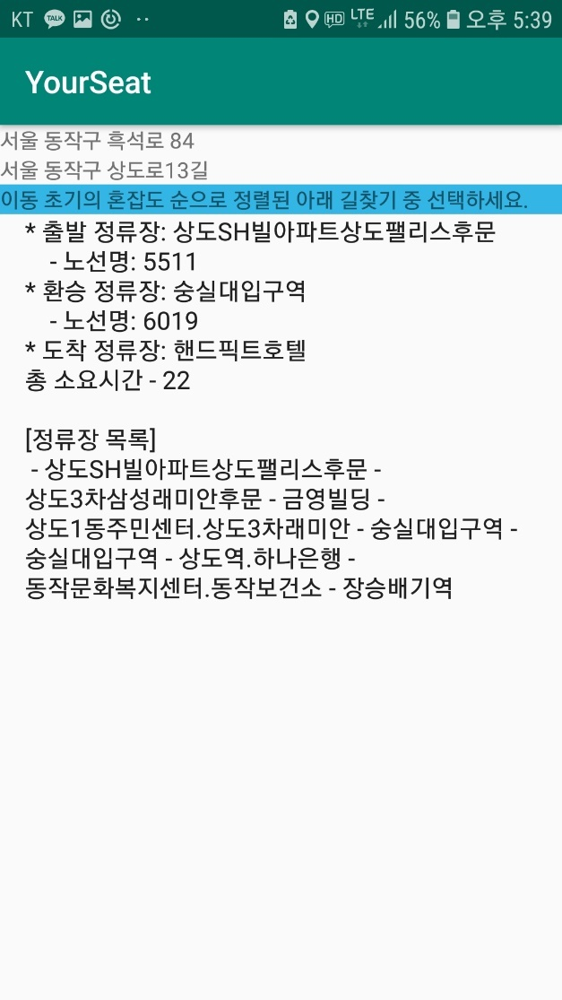 KT TALK HD LTE 56% 오후 5:39
YourSeat
서울 동작구 흑석로 84
서울 동작구 상도로13길
이동 초기의 혼잡도 순으로 정렬된 아래 길찾기 중 선택하세요.
* 출발 정류장: 상도SH빌아파트상도팰리스후문
- 노선명: 5511
* 환승 정류장: 숭실대입구역
- 노선명: 6019
* 도착 정류장: 핸드픽트호텔
총 소요시간 - 22
[정류장 목록]
- 상도SH빌아파트상도팰리스후문 -
상도3차삼성래미안후문 - 금영빌딩 -
상도1동주민센터.상도3차래미안 - 숭실대입구역 -
숭실대입구역 - 상도역.하나은행 -
동작문화복지센터.동작보건소 - 장승배기역